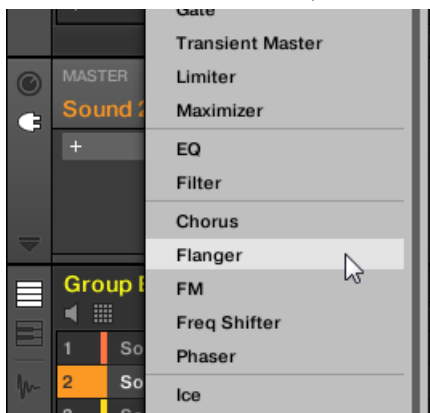 Gate
Transient Master
MASTER
Limiter
Sound 2
Maximizer
+
EQ
Filter
Chorus
Flanger
Group
FM
Freq Shifter
1 So
Phaser
2 So
Ice